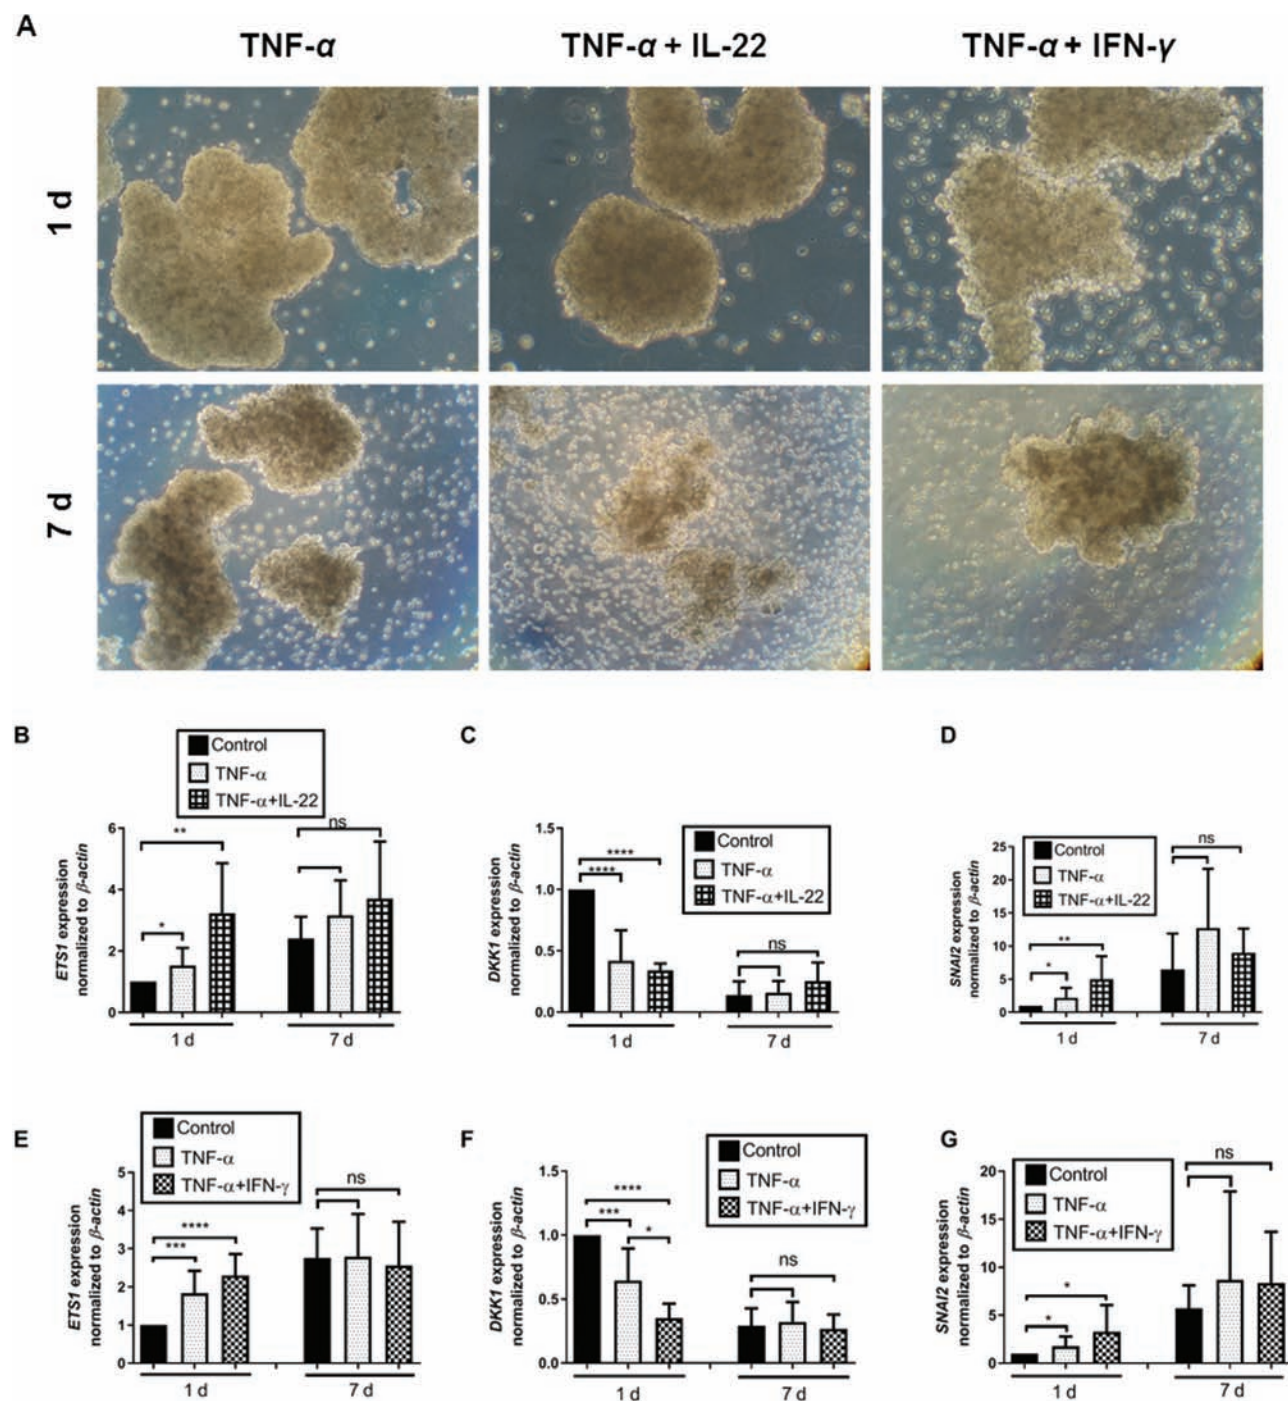 A
TNF-α
TNF-α + IL-22
TNF-α + IFN-γ
1 d
7 d
B
Control
TNF-α
TNF-α+IL-22
ETS1 expression
normalized to β-actin
6
4
2
0
*
**
ns
1 d
7 d
C
Control
TNF-α
TNF-α+IL-22
DKK1 expression
normalized to β-actin
1.5
1.0
0.5
0.0
****
****
ns
1 d
7 d
D
Control
TNF-α
TNF-α+IL-22
SNAI2 expression
normalized to β-actin
25
20
15
10
5
0
*
**
ns
1 d
7 d
E
Control
TNF-α
TNF-α+IFN-γ
ETS1 expression
normalized to β-actin
5
4
3
2
1
0
***
****
ns
1 d
7 d
F
Control
TNF-α
TNF-α+IFN-γ
DKK1 expression
normalized to β-actin
1.5
1.0
0.5
0.0
****
***
*
ns
1 d
7 d
G
Control
TNF-α
TNF-α+IFN-γ
SNAI2 expression
normalized to β-actin
20
15
10
5
0
*
*
ns
1 d
7 d